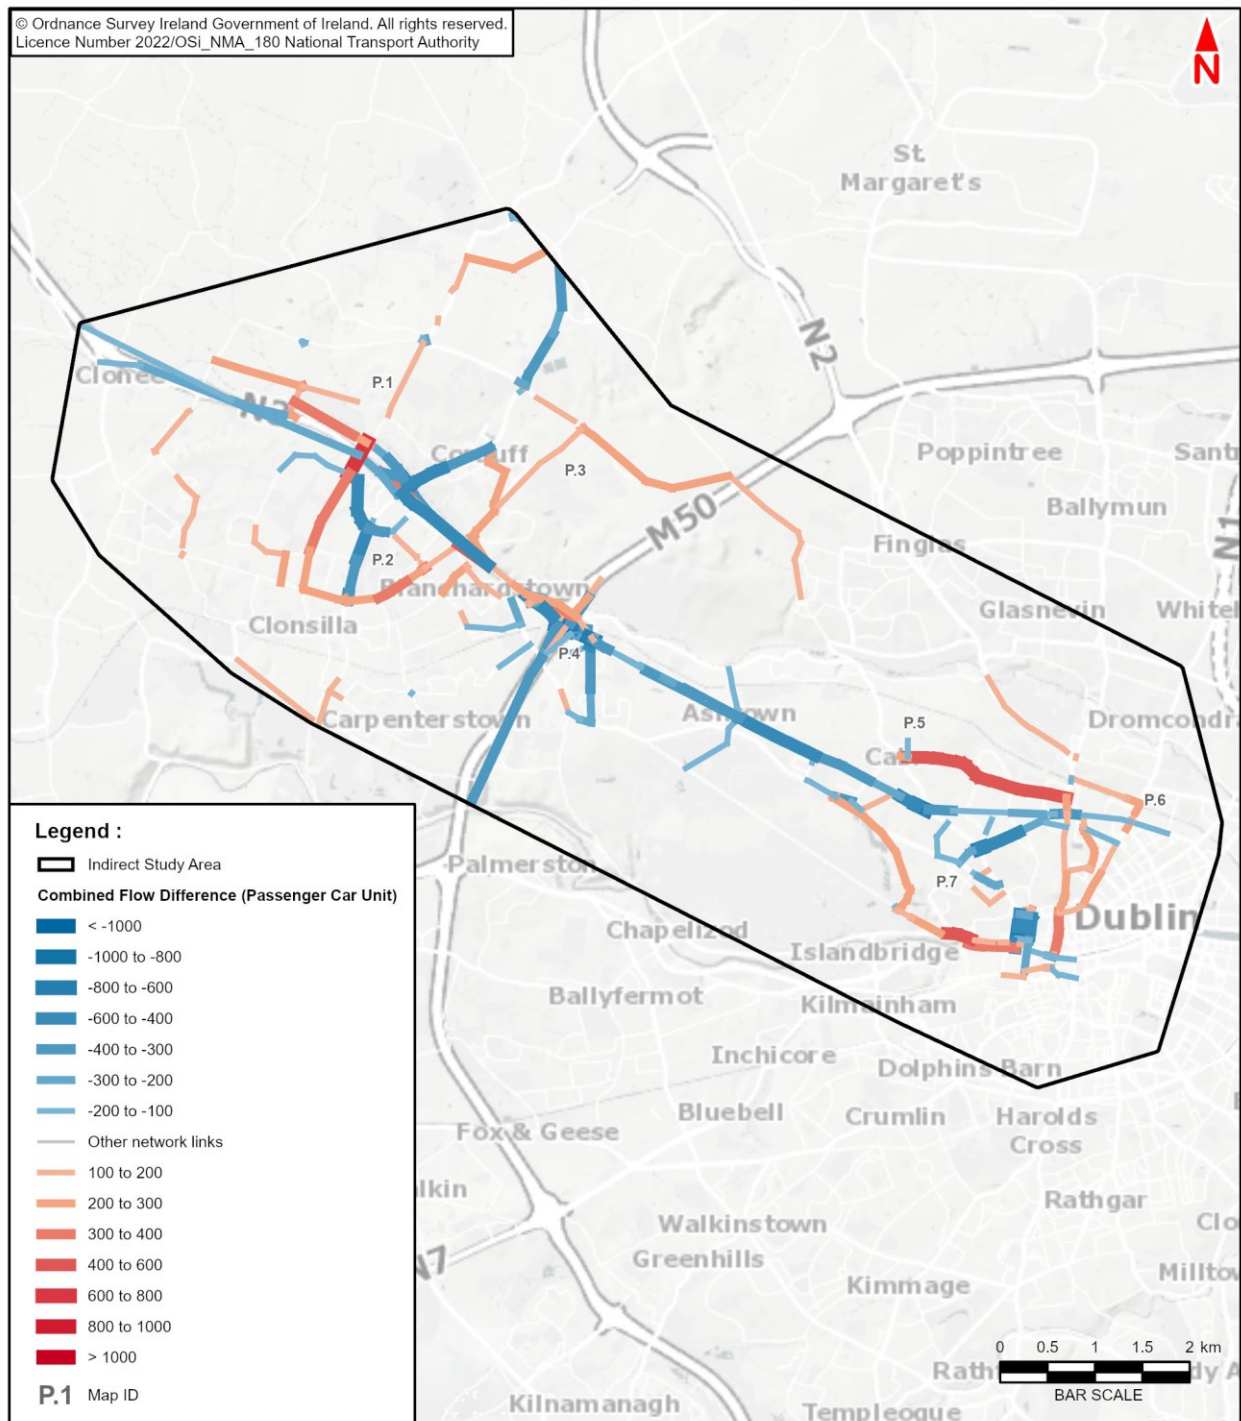 © Ordnance Survey Ireland Government of Ireland. All rights reserved.
Licence Number 2022/OSi_NMA_180 National Transport Authority
N
St.
Margaret's
N2
Clonee
P.1
Poppintree
P.3
Ballymun
M50
N1
Finglas
P.2
Blanchardstown
Glasnevin
Clonsilla
P.4
Carpenterstown
Ashtown
P.5
P.6
Palmerston
P.7
Chapelizod
Dublin
Islandbridge
Ballyfermot
Kilmainham
Inchicore
Dolphins Barn
Bluebell
Crumlin
Harolds
Cross
Fox & Geese
Rathgar
Walkinstown
Greenhills
N7
Kimmage
Kilnamanagh
Templeogue
Legend :
Indirect Study Area
Combined Flow Difference (Passenger Car Unit)
< -1000
-1000 to -800
-800 to -600
-600 to -400
-400 to -300
-300 to -200
-200 to -100
Other network links
100 to 200
200 to 300
300 to 400
400 to 600
600 to 800
800 to 1000
> 1000
P.1 Map ID
0 0.5 1 1.5 2 km
BAR SCALE